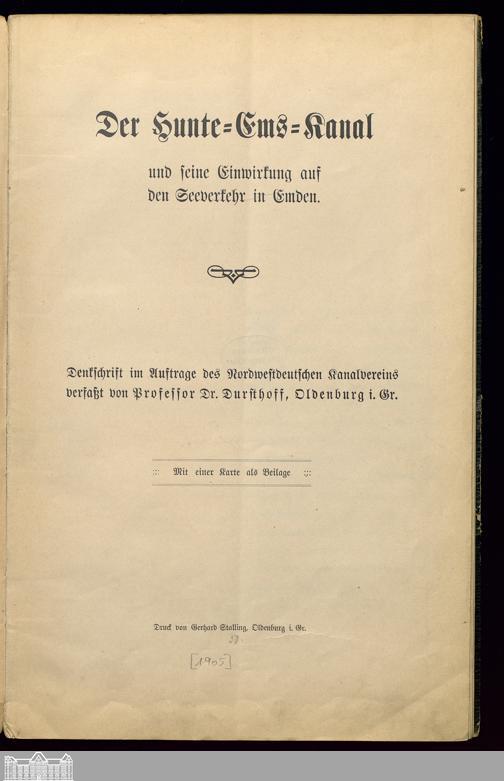 Der Hunte-Ems-Kanal
und seine Einwirkung auf
den Seeverkehr in Emden.
Denkschrift im Auftrage des Nordwestdeutschen Kanalvereins
verfaßt von Professor Dr. Dursthoff, Oldenburg i. Gr.
Mit einer Karte als Beilage
Druck von Gerhard Stalling, Oldenburg i. Gr.
[1905]